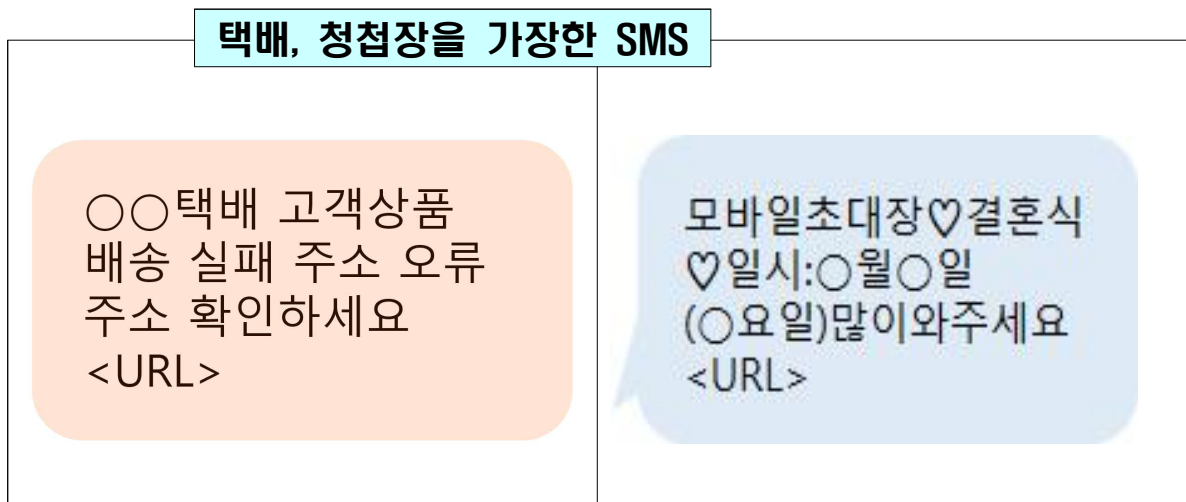 택배, 청첩장을 가장한 SMS
○○택배 고객상품
배송 실패 주소 오류
주소 확인하세요
<URL>
모바일초대장♡결혼식
♡일시:○월○일
(○요일)많이와주세요
<URL>